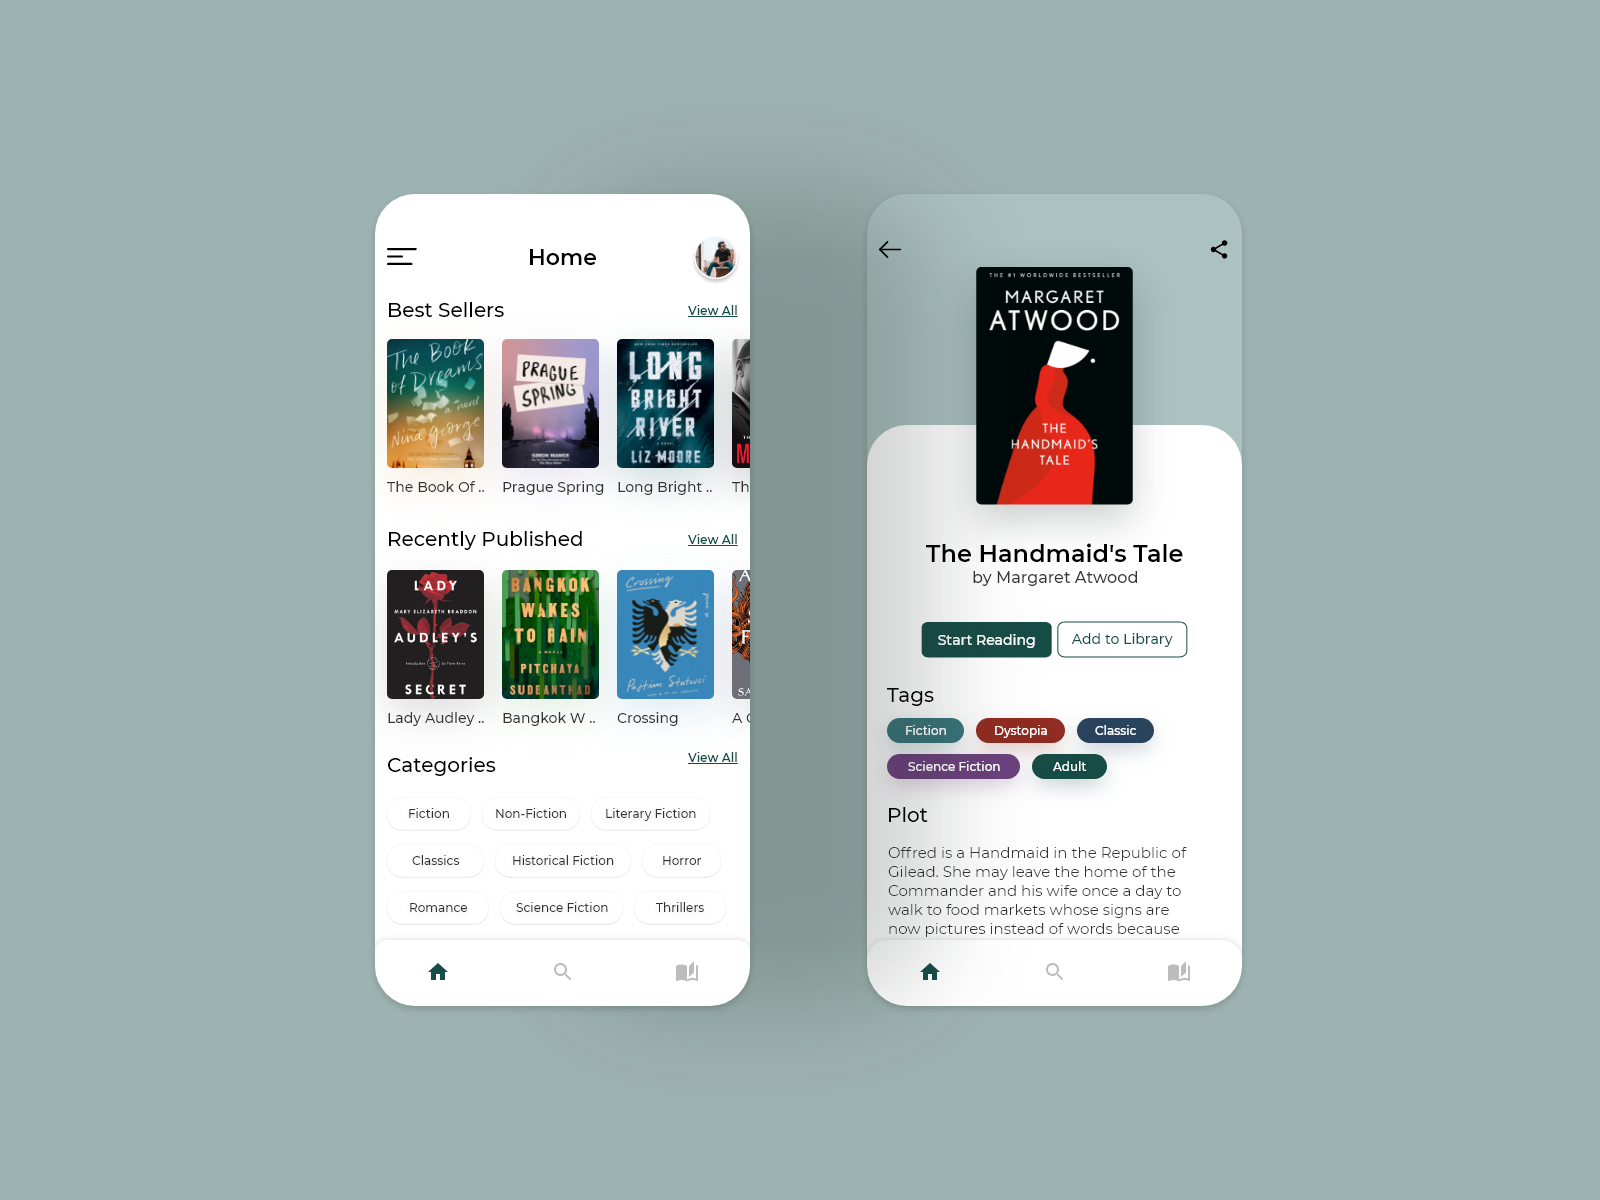 Home
Best Sellers
View All
The Book
of Dreams
a novel
Nina George
PRAGUE
SPRING
SIMON MAWER
LONG
BRIGHT
RIVER
A NOVEL
LIZ MOORE
M
The Book Of ..
Prague Spring
Long Bright ..
Th
Recently Published
View All
LADY
MARY ELIZABETH BRADDON
AUDLEY'S
SECRET
BANGKOK
WAKES
TO RAIN
A NOVEL
PITCHAYA
SUDBANTHAD
Crossing
Pajtim Statovci
A
F
SA
Lady Audley ..
Bangkok W ..
Crossing
A C
Categories
View All
Fiction
Non-Fiction
Literary Fiction
Classics
Historical Fiction
Horror
Romance
Science Fiction
Thrillers
THE #1 WORLDWIDE BESTSELLER
MARGARET
ATWOOD
THE
HANDMAID'S
TALE
The Handmaid's Tale
by Margaret Atwood
Start Reading
Add to Library
Tags
Fiction
Dystopia
Classic
Science Fiction
Adult
Plot
Offred is a Handmaid in the Republic of
Gilead. She may leave the home of the
Commander and his wife once a day to
walk to food markets whose signs are
now pictures instead of words because